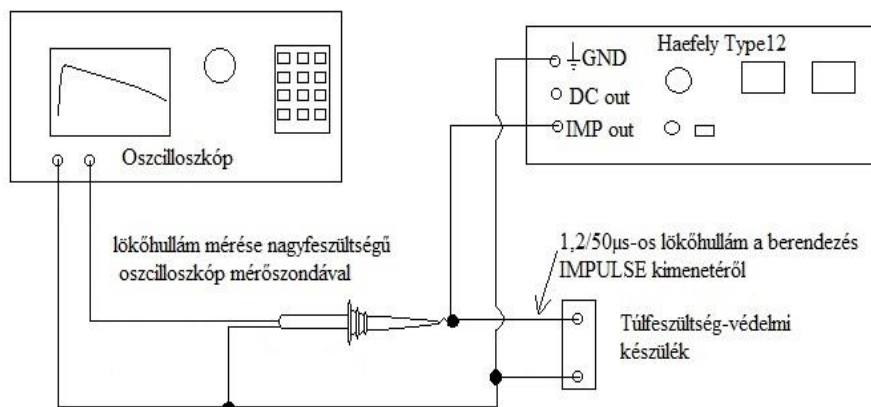 Haefely Type12
GND
DC out
IMP out
Oszcilloszkóp
lökőhullám mérése nagyfeszültségű
oszcilloszkóp mérőszondával
1,2/50μs-os lökőhullám a berendezés
IMPULSE kimenetéről
Túlfeszültség-védelmi
készülék